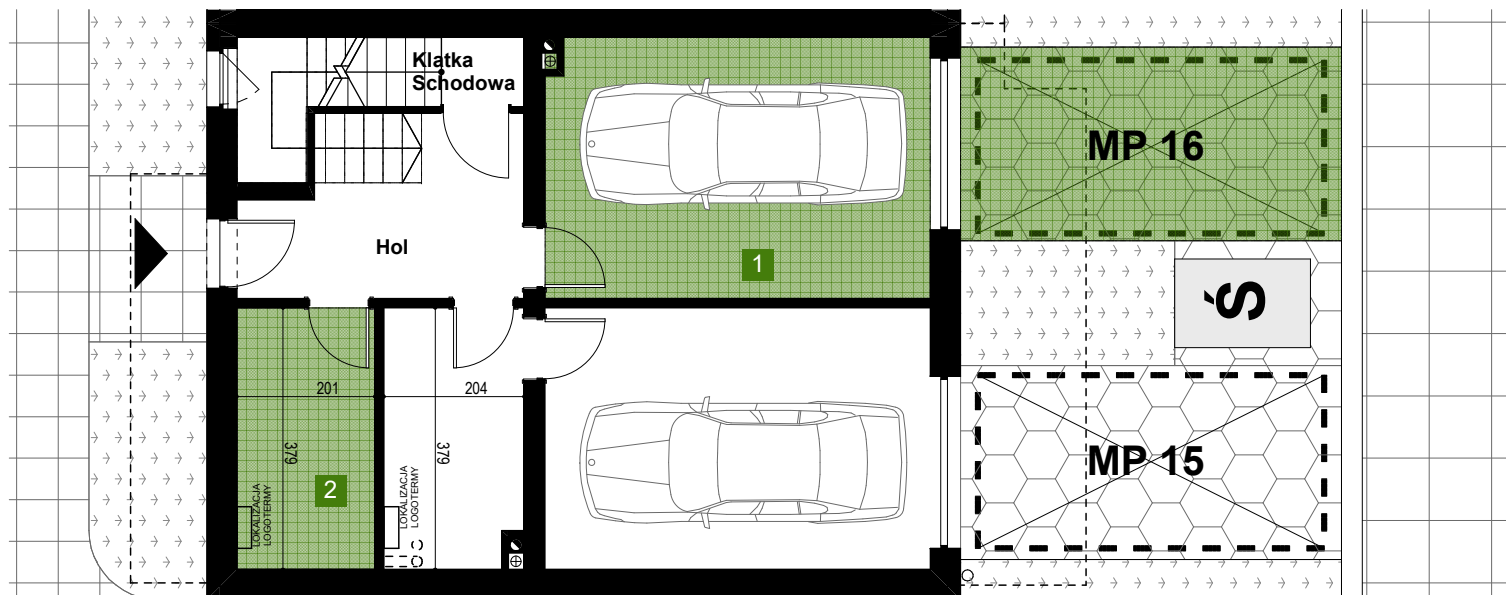 Klatka
Schodowa
MP 16
Hol
1
Ś
201
204
379
379
2
LOKALIZACJA
LOGOTERMY
LOKALIZACJA
LOGOTERMY
MP 15